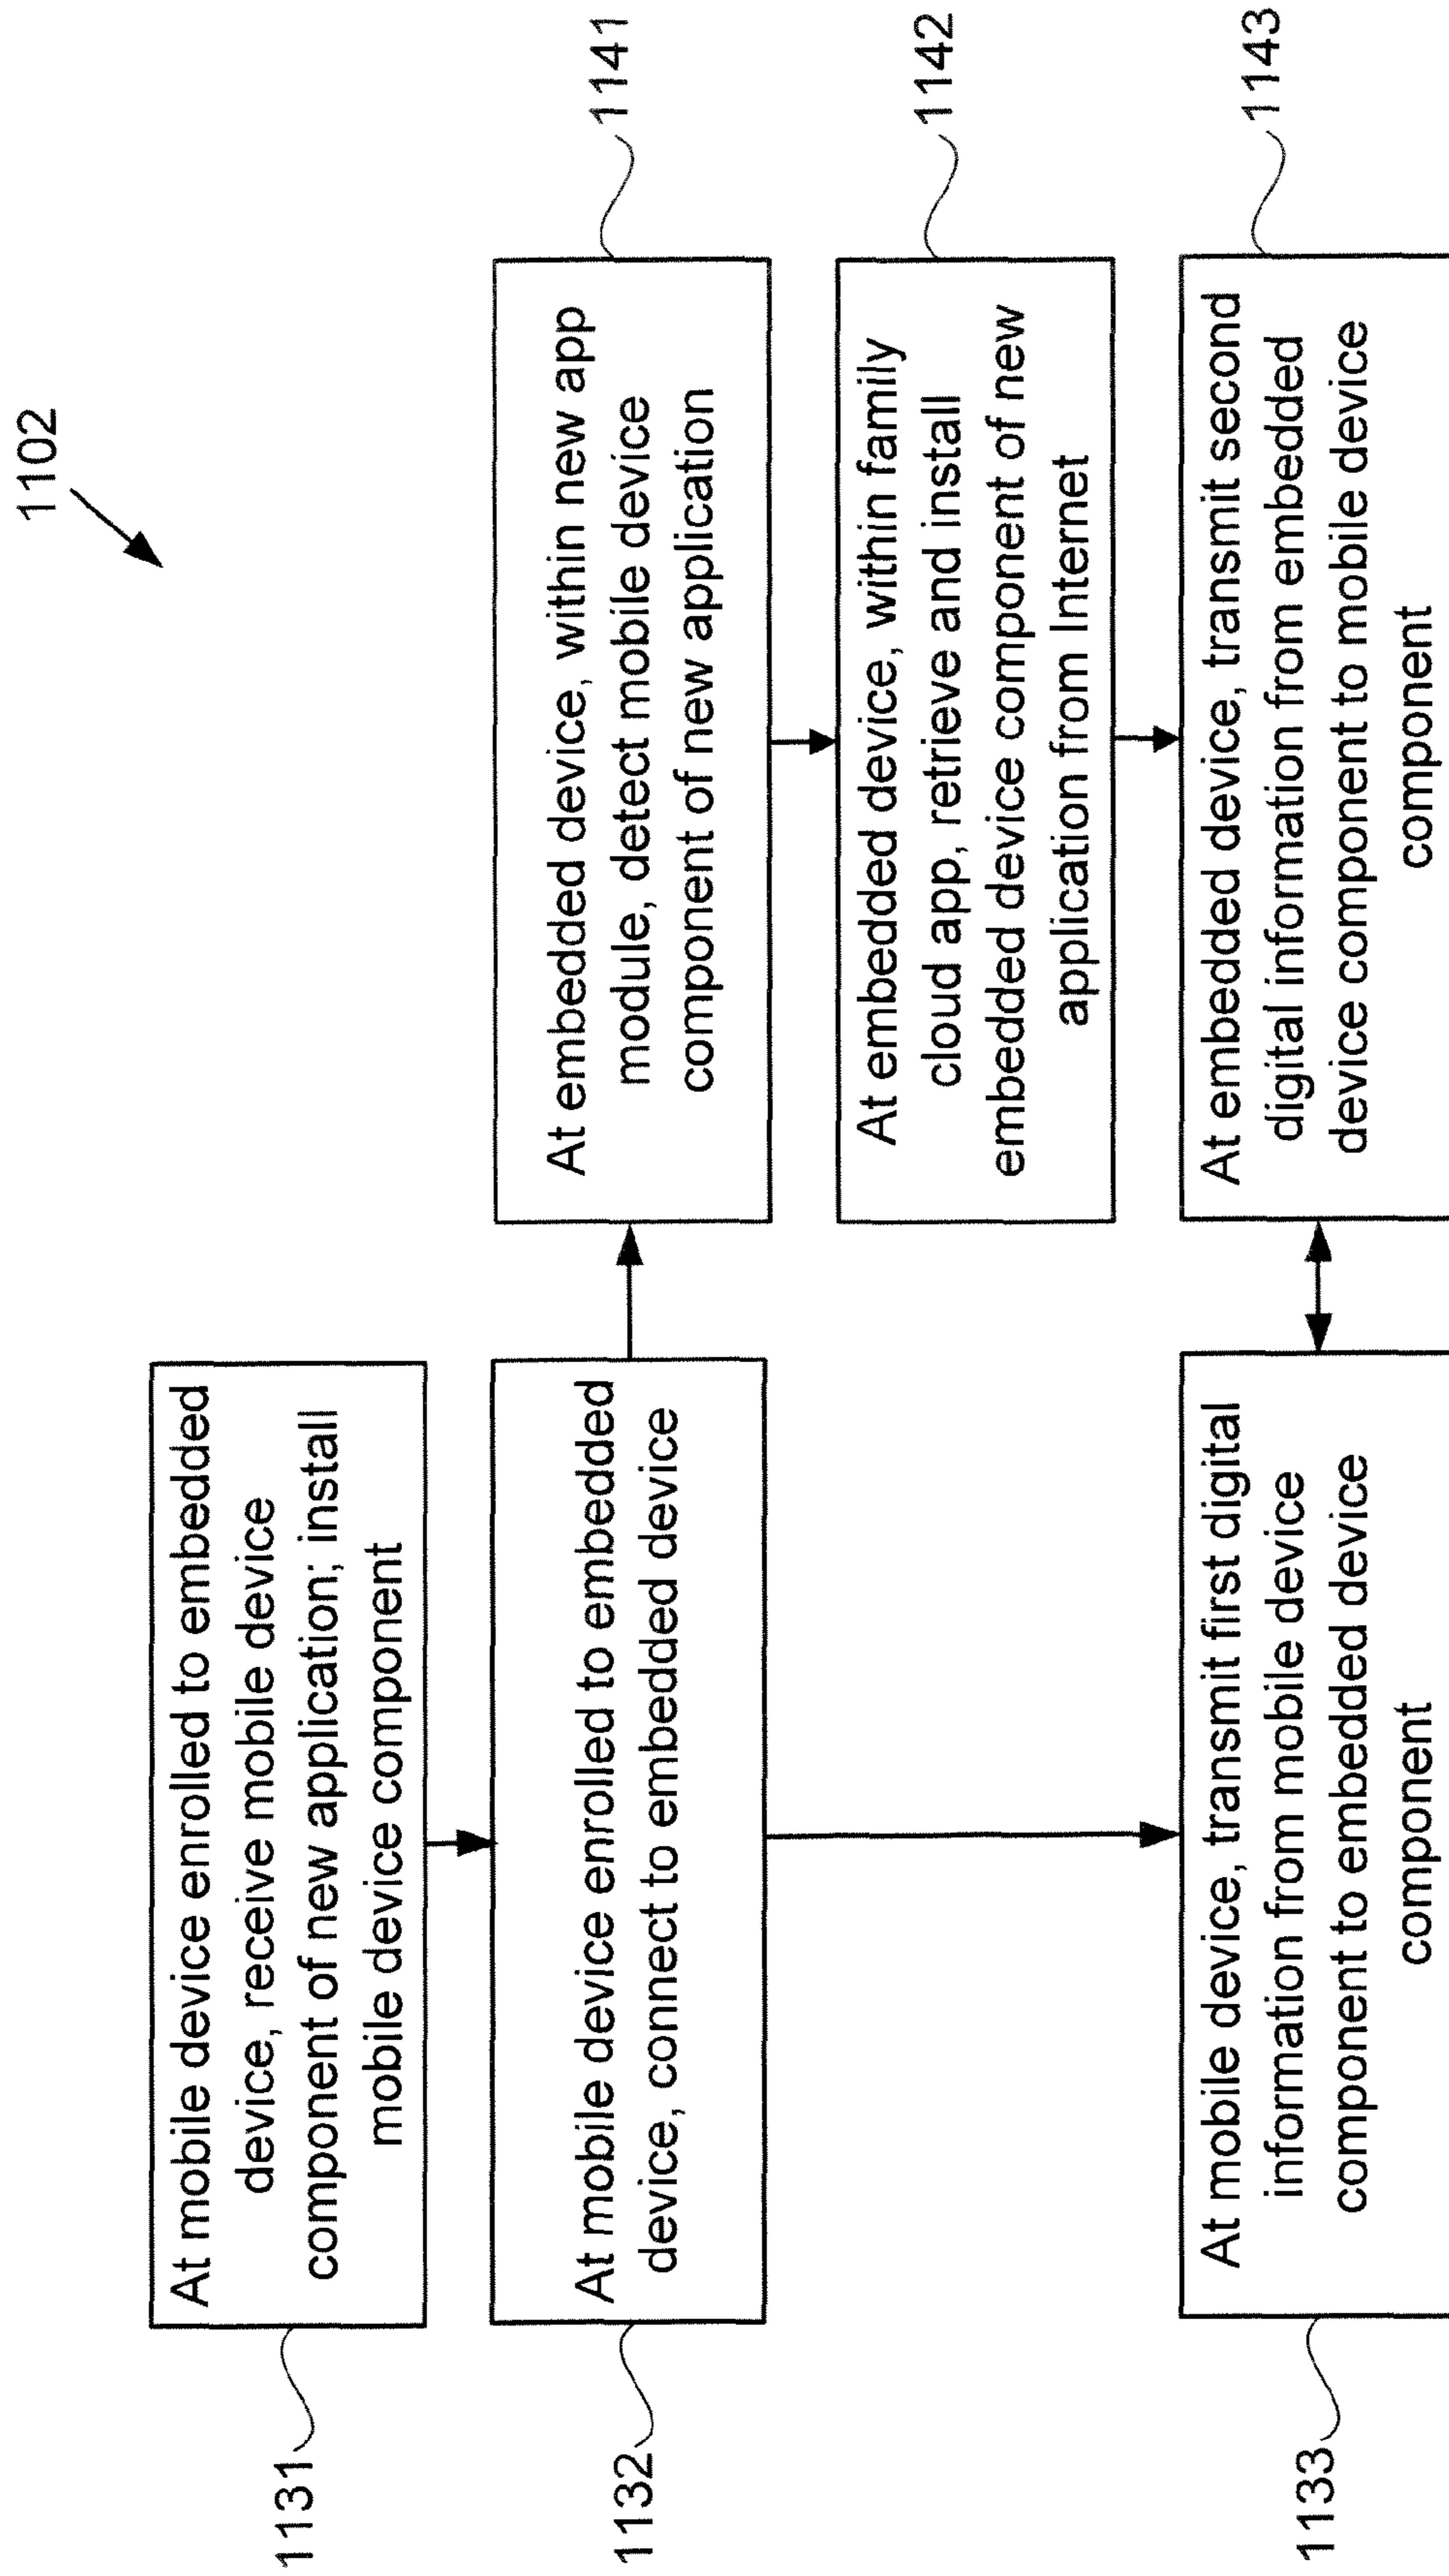 1102
1131
At mobile device enrolled to embedded
device, receive mobile device
component of new application; install
mobile device component
1132
At mobile device enrolled to embedded
device, connect to embedded device
At embedded device, within new app
module, detect mobile device
component of new application
1141
At embedded device, within family
cloud app, retrieve and install
embedded device component of new
application from Internet
1142
1133
At mobile device, transmit first digital
information from mobile device
component to embedded device
component
At embedded device, transmit second
digital information from embedded
device component to mobile device
component
1143